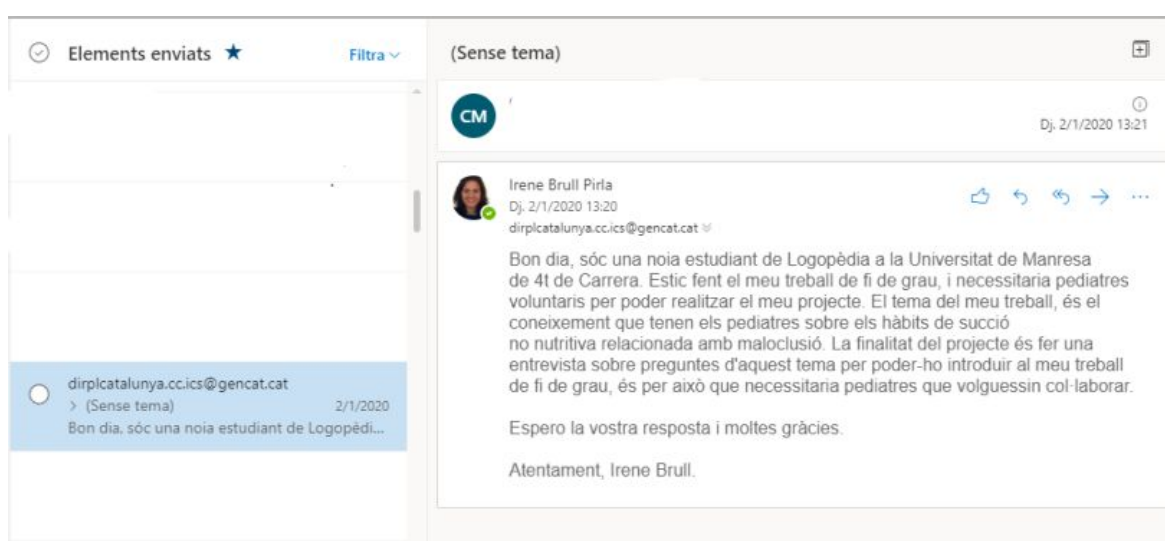 Elements enviats
Filtra
dirplcatalunya.cc.ics@gencat.cat
> (Sense tema) 2/1/2020
Bon dia, sóc una noia estudiant de Logopèdi...
(Sense tema)
CM
Dj. 2/1/2020 13:21
Irene Brull Pirla
Dj. 2/1/2020 13:20
dirplcatalunya.cc.ics@gencat.cat
Bon dia, sóc una noia estudiant de Logopèdia a la Universitat de Manresa
de 4t de Carrera. Estic fent el meu treball de fi de grau, i necessitaria pediatres
voluntaris per poder realitzar el meu projecte. El tema del meu treball, és el
coneixement que tenen els pediatres sobre els hàbits de succió
no nutritiva relacionada amb maloclusió. La finalitat del projecte és fer una
entrevista sobre preguntes d'aquest tema per poder-ho introduir al meu treball
de fi de grau, és per això que necessitaria pediatres que volguessin col·laborar.
Espero la vostra resposta i moltes gràcies.
Atentament, Irene Brull.